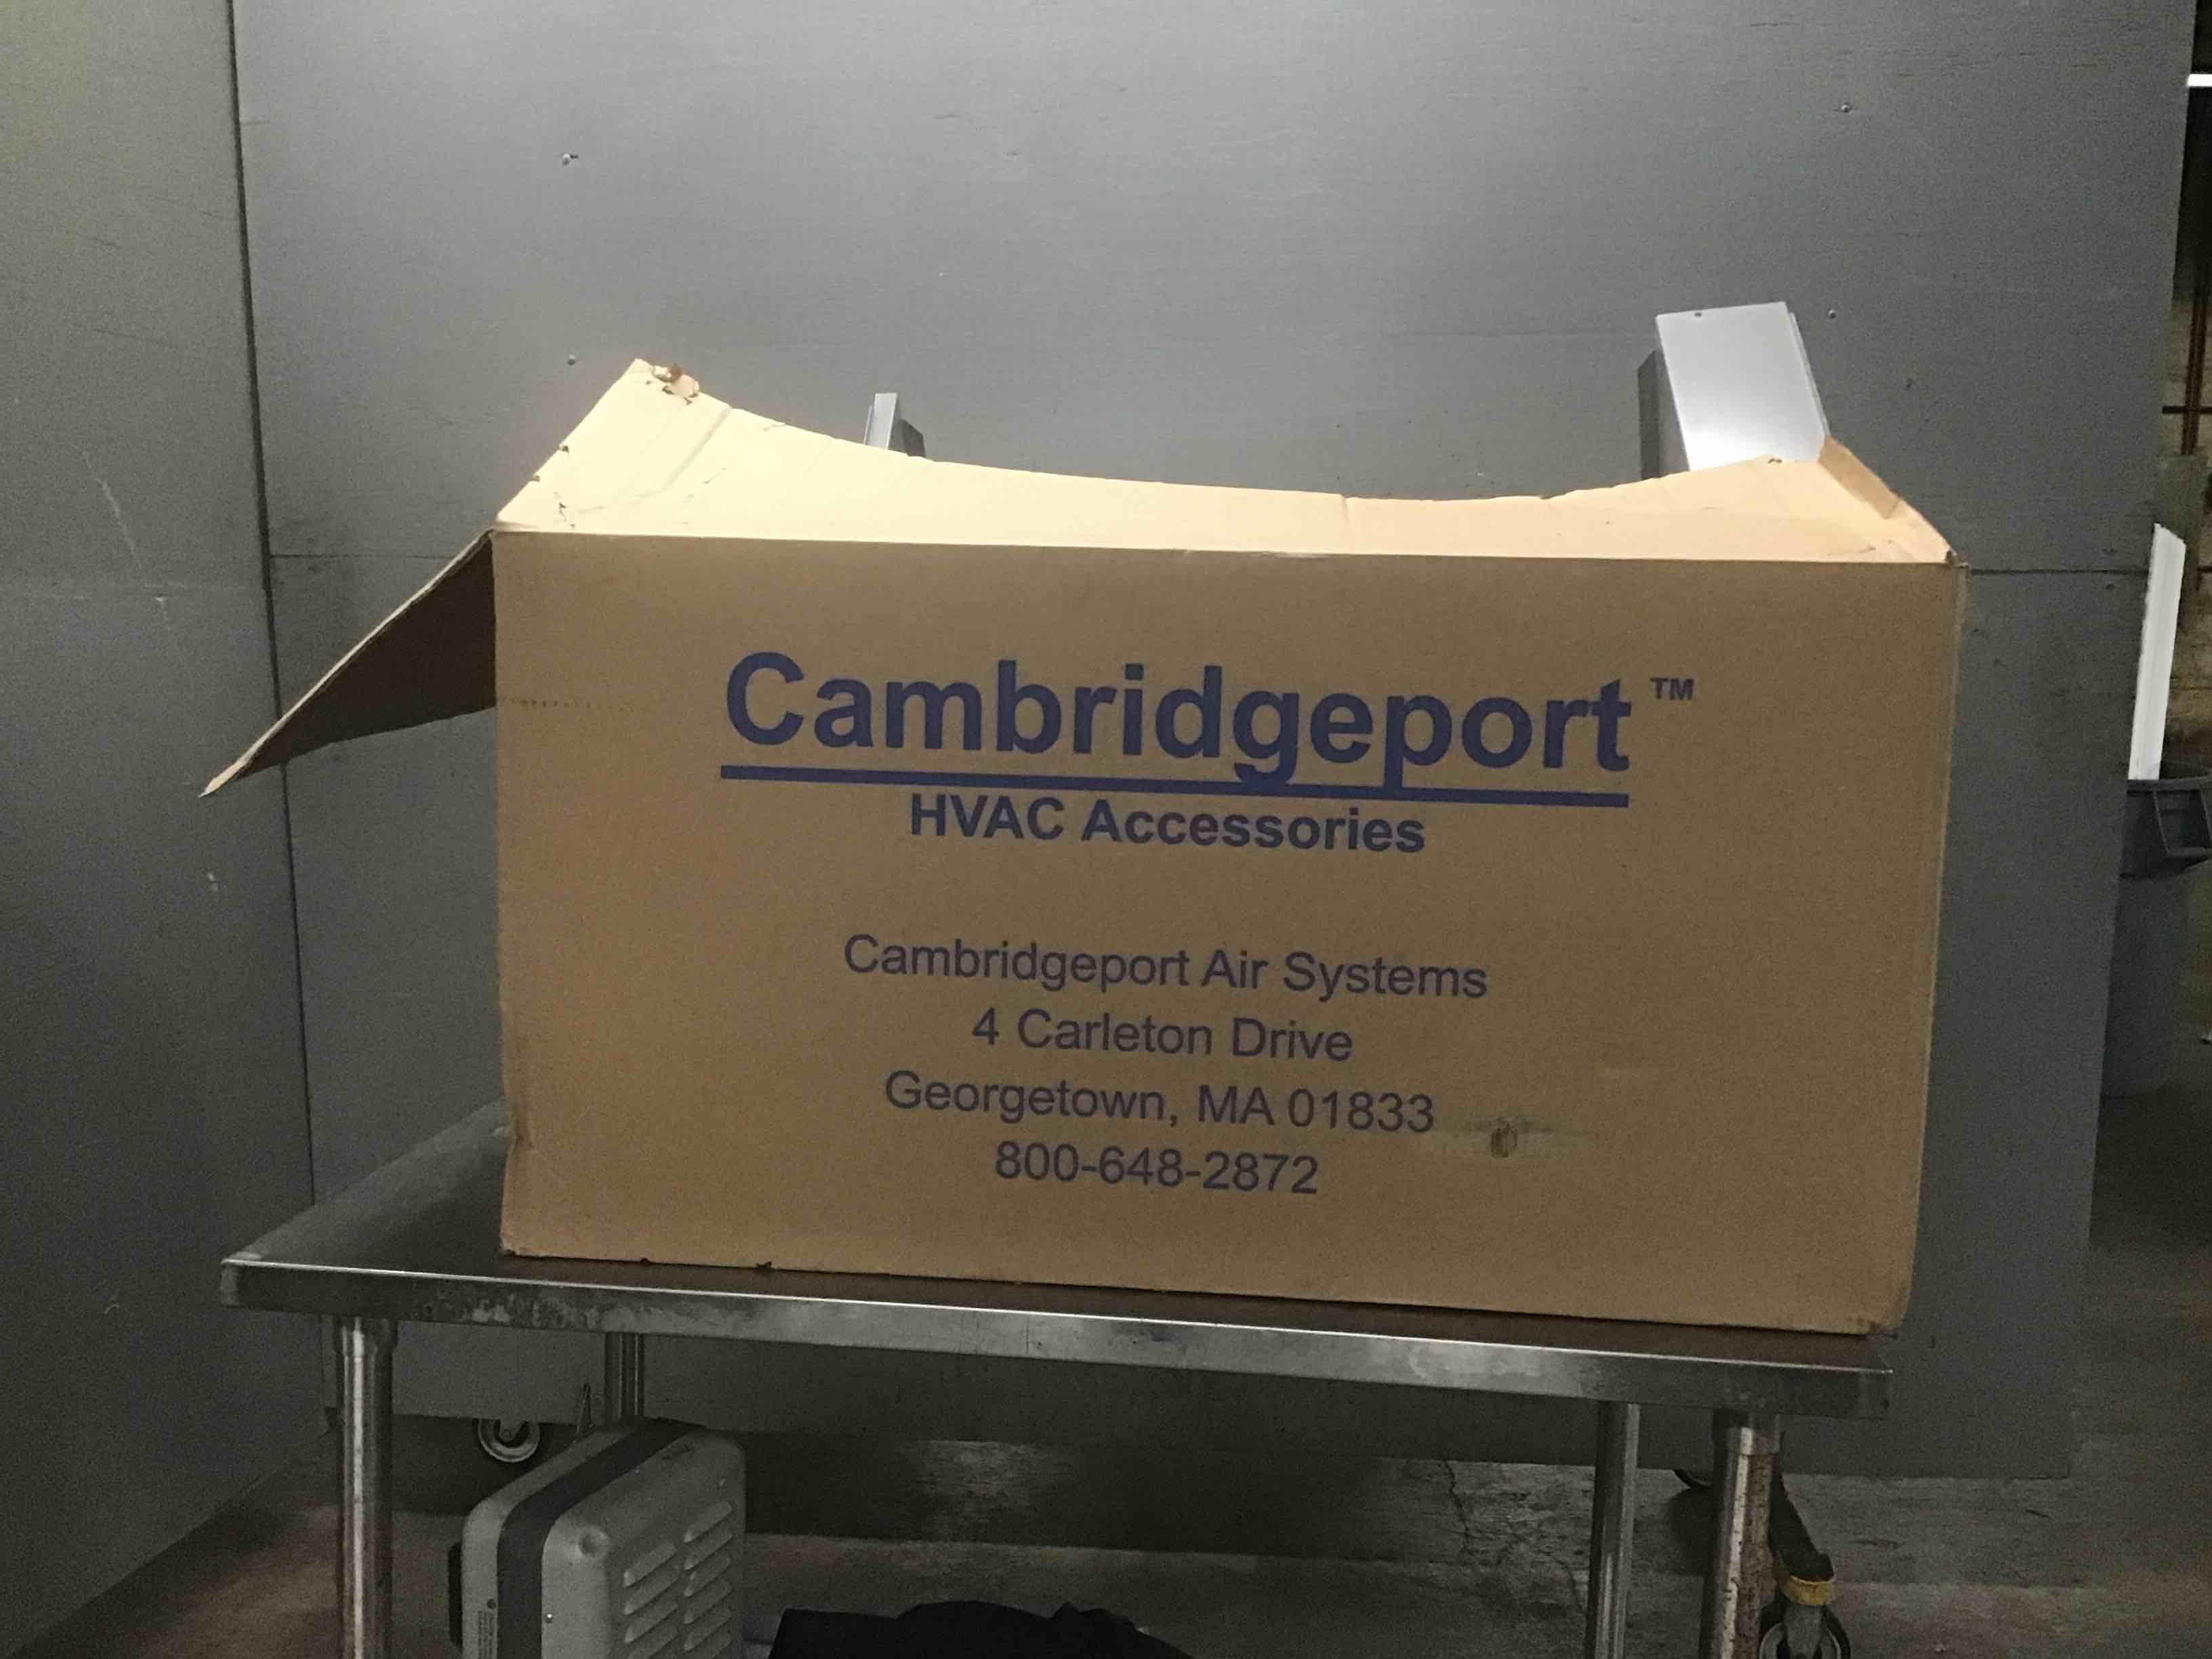 Cambridgeport™
HVAC Accessories
Cambridgeport Air Systems
4 Carleton Drive
Georgetown, MA 01833
800-648-2872